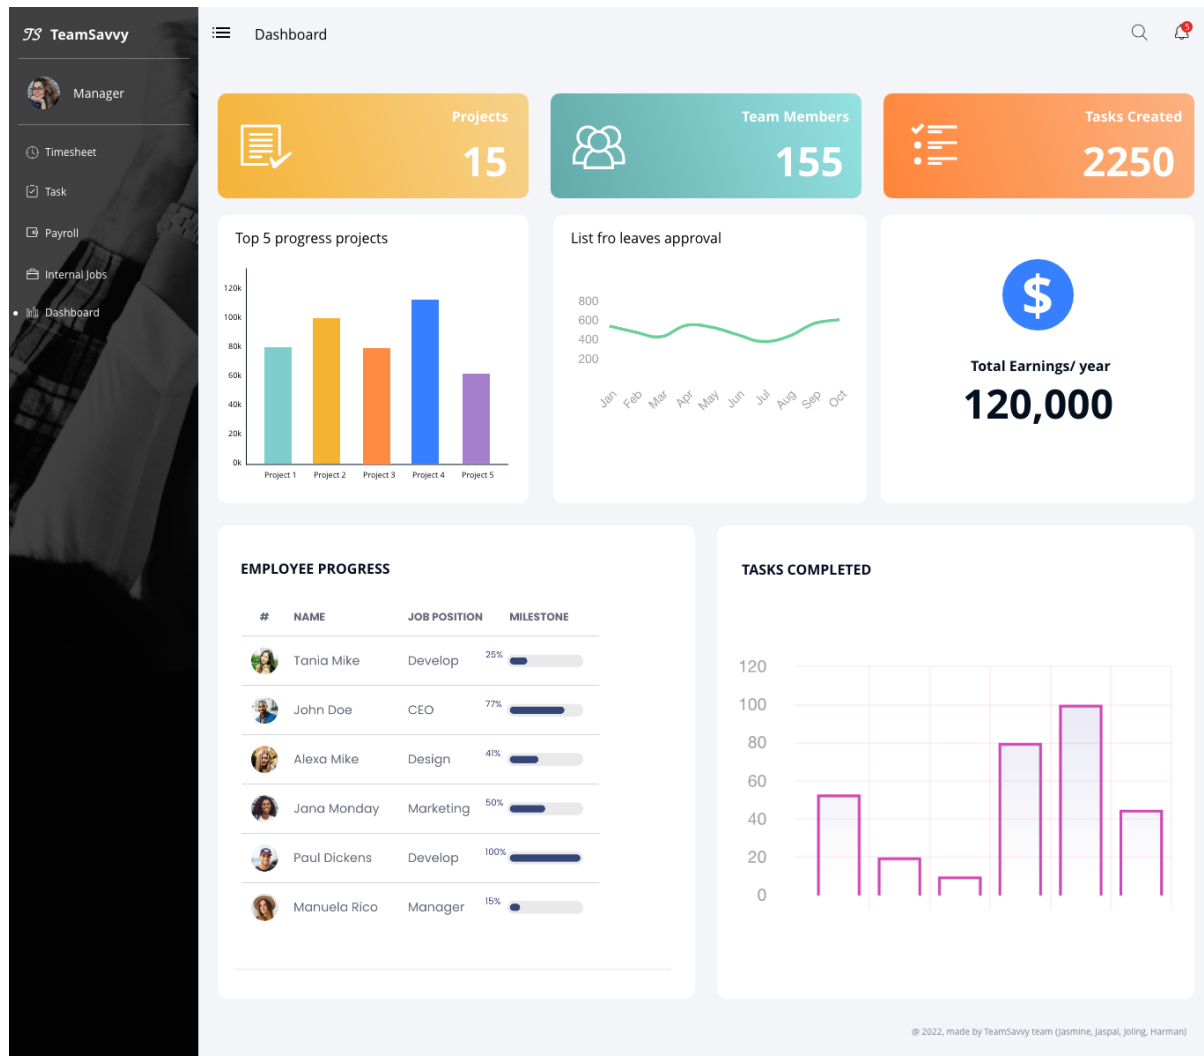 TS TeamSavvy
Manager
Timesheet
Task
Payroll
Internal Jobs
Dashboard
Dashboard
5
Projects
15
Team Members
155
Tasks Created
2250
Top 5 progress projects
120k
100k
80k
60k
40k
20k
0k
Project 1 Project 2 Project 3 Project 4 Project 5
List fro leaves approval
800
600
400
200
Jan Feb Mar Apr May Jun Jul Aug Sep Oct
$
Total Earnings/ year
120,000
EMPLOYEE PROGRESS
# NAME JOB POSITION MILESTONE
Tania Mike Develop 25%
John Doe CEO 77%
Alexa Mike Design 41%
Jana Monday Marketing 50%
Paul Dickens Develop 100%
Manuela Rico Manager 15%
TASKS COMPLETED
120
100
80
60
40
20
0
@ 2022, made by TeamSavvy team (Jasmine, Jaspal, Joling, Harman)